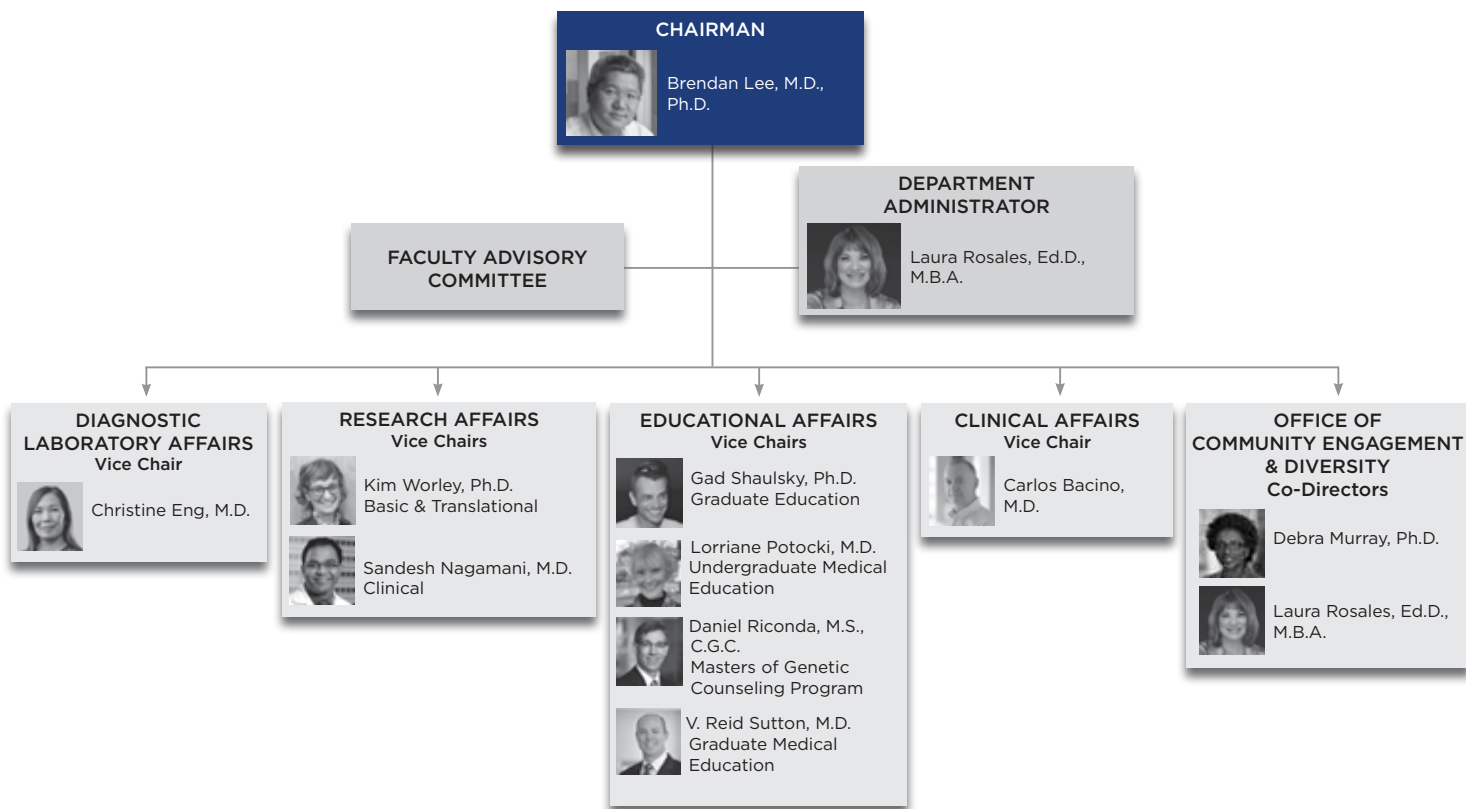 CHAIRMAN
Brendan Lee, M.D.,
Ph.D.
DEPARTMENT
ADMINISTRATOR
Laura Rosales, Ed.D.,
M.B.A.
FACULTY ADVISORY
COMMITTEE
DIAGNOSTIC
LABORATORY AFFAIRS
Vice Chair
Christine Eng, M.D.
RESEARCH AFFAIRS
Vice Chairs
Kim Worley, Ph.D.
Basic & Translational
Sandesh Nagamani, M.D.
Clinical
EDUCATIONAL AFFAIRS
Vice Chairs
Gad Shaulsky, Ph.D.
Graduate Education
Lorriane Potocki, M.D.
Undergraduate Medical
Education
Daniel Riconda, M.S.,
C.G.C.
Masters of Genetic
Counseling Program
V. Reid Sutton, M.D.
Graduate Medical
Education
CLINICAL AFFAIRS
Vice Chair
Carlos Bacino,
M.D.
OFFICE OF
COMMUNITY ENGAGEMENT
& DIVERSITY
Co-Directors
Debra Murray, Ph.D.
Laura Rosales, Ed.D.,
M.B.A.